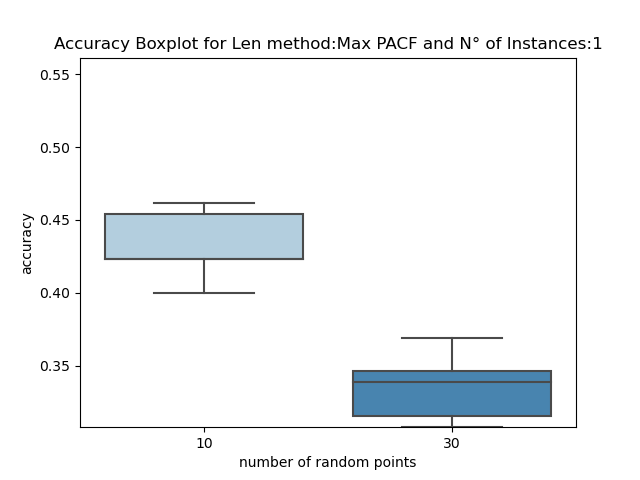 Accuracy Boxplot for Len method:Max PACF and N° of Instances:1
0.55
0.50
0.45
0.40
0.35
accuracy
10
30
number of random points